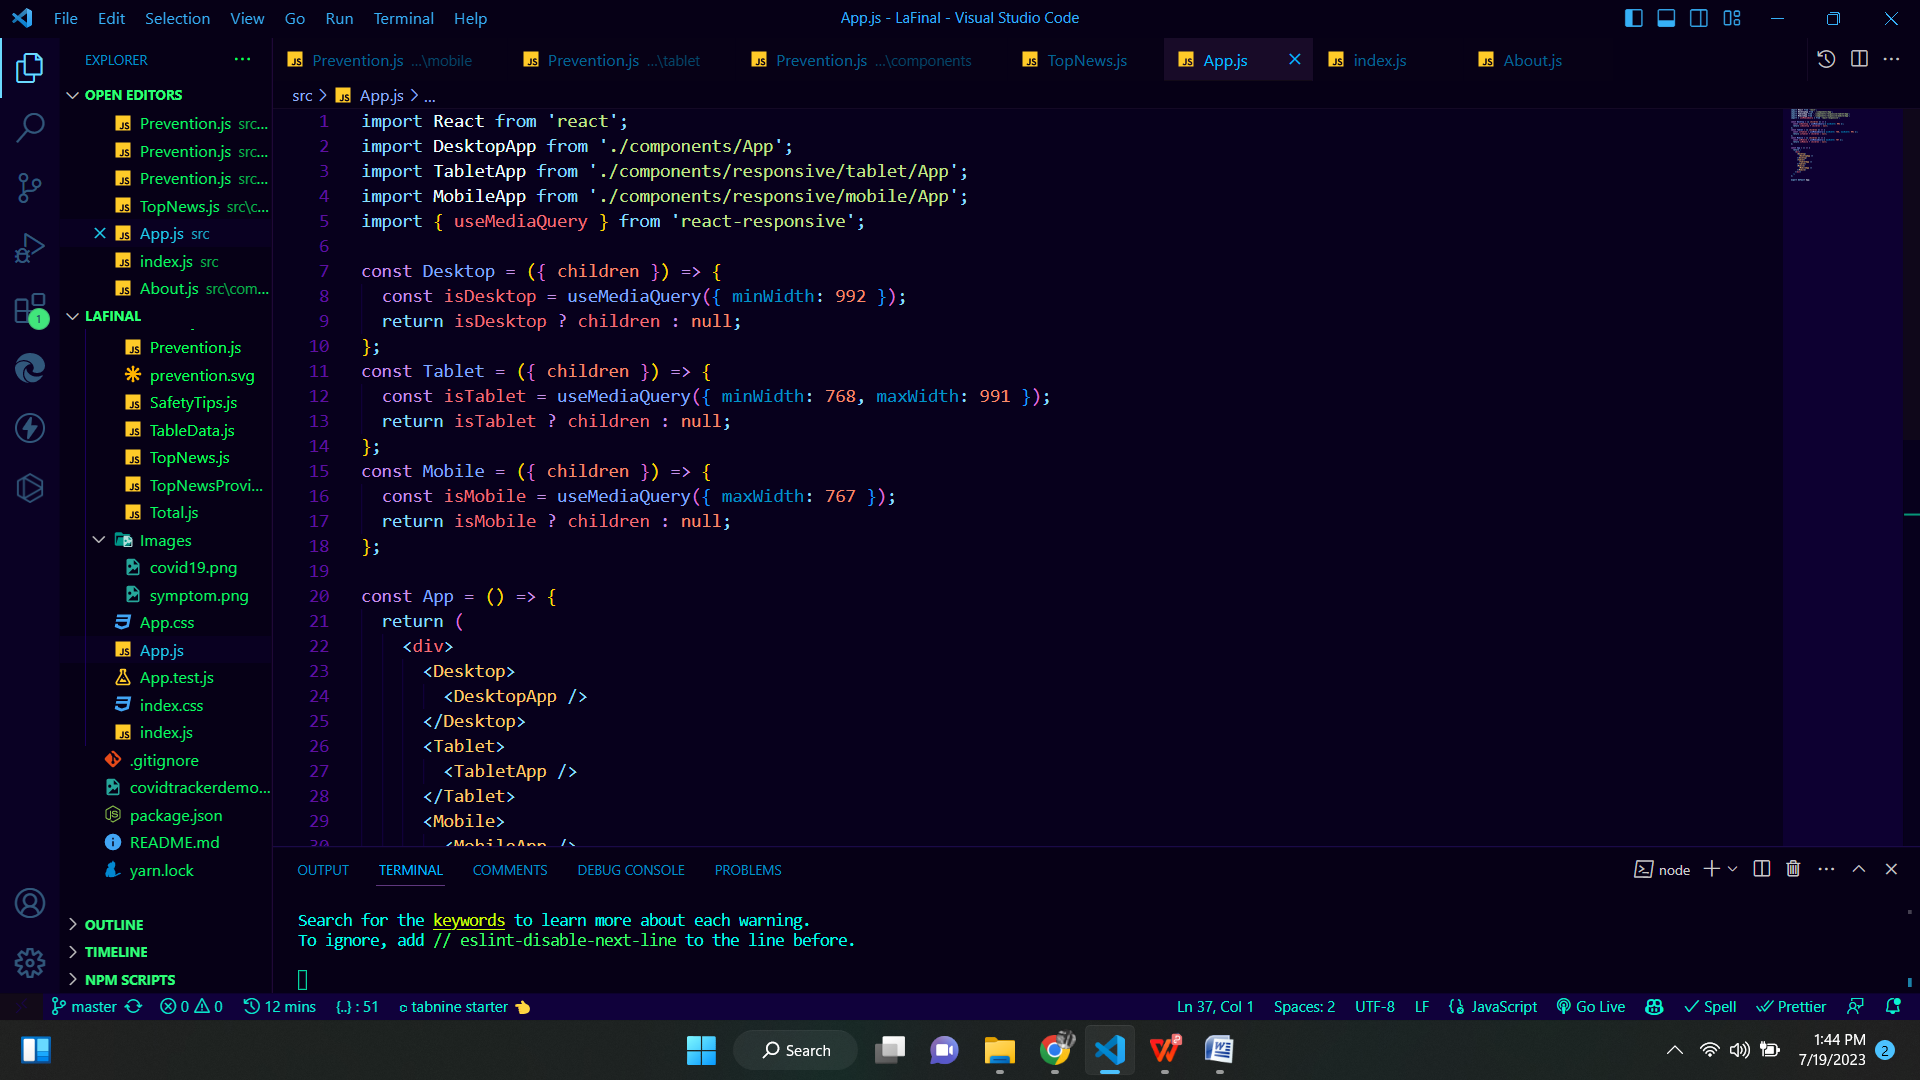 File Edit Selection View Go Run Terminal Help
App.js - LaFinal - Visual Studio Code
EXPLORER
Prevention.js ...\mobile
Prevention.js ...\tablet
Prevention.js ...\components
TopNews.js
App.js
index.js
About.js
OPEN EDITORS
Prevention.js src...
Prevention.js src...
Prevention.js src...
TopNews.js src\c...
App.js src
index.js src
About.js src\com...
LAFINAL
Prevention.js
prevention.svg
SafetyTips.js
TableData.js
TopNews.js
TopNewsProvi...
Total.js
Images
covid19.png
symptom.png
App.css
App.js
App.test.js
index.css
index.js
.gitignore
covidtrackerdemo...
package.json
README.md
yarn.lock
OUTLINE
TIMELINE
NPM SCRIPTS
1
src > App.js > ...
1 import React from 'react';
2 import DesktopApp from './components/App';
3 import TabletApp from './components/responsive/tablet/App';
4 import MobileApp from './components/responsive/mobile/App';
5 import { useMediaQuery } from 'react-responsive';
6
7 const Desktop = ({ children }) => {
8 const isDesktop = useMediaQuery({ minWidth: 992 });
9 return isDesktop ? children : null;
10 };
11 const Tablet = ({ children }) => {
12 const isTablet = useMediaQuery({ minWidth: 768, maxWidth: 991 });
13 return isTablet ? children : null;
14 };
15 const Mobile = ({ children }) => {
16 const isMobile = useMediaQuery({ maxWidth: 767 });
17 return isMobile ? children : null;
18 };
19
20 const App = () => {
21 return (
22 <div>
23 <Desktop>
24 <DesktopApp />
25 </Desktop>
26 <Tablet>
27 <TabletApp />
28 </Tablet>
29 <Mobile>
30 <MobileApp />
OUTPUT TERMINAL COMMENTS DEBUG CONSOLE PROBLEMS
node
Search for the keywords to learn more about each warning.
To ignore, add // eslint-disable-next-line to the line before.
master 0 0 12 mins {..} : 51 tabnine starter
Ln 37, Col 1 Spaces: 2 UTF-8 LF JavaScript Go Live Spell Prettier
Search
1:44 PM
7/19/2023
2